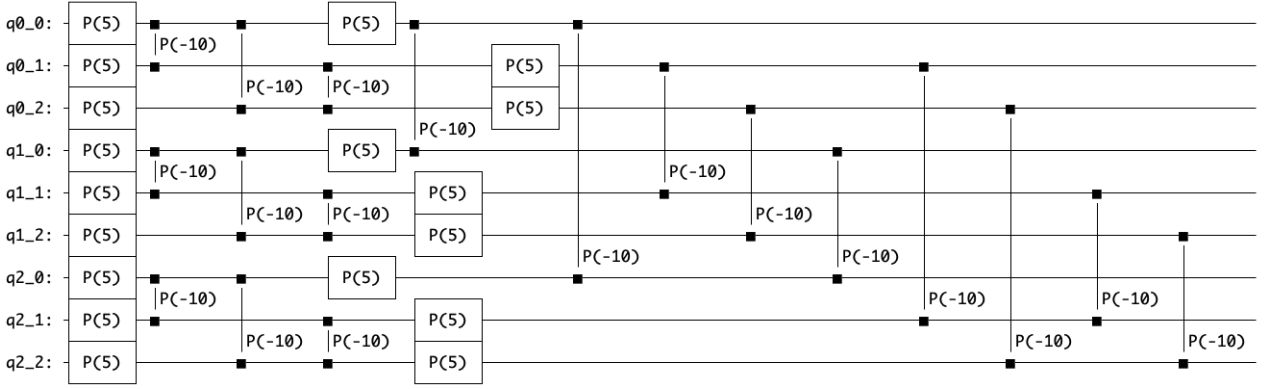 q0_0: P(5) P(5)
P(-10)
q0_1: P(5) P(5)
P(-10) P(-10)
q0_2: P(5) P(5)
P(-10)
q1_0: P(5) P(5)
P(-10) P(-10)
q1_1: P(5) P(5)
P(-10) P(-10) P(-10)
q1_2: P(5) P(5)
P(-10) P(-10)
q2_0: P(5) P(5)
P(-10) P(-10) P(-10)
q2_1: P(5) P(5)
P(-10) P(-10) P(-10) P(-10)
q2_2: P(5) P(5)